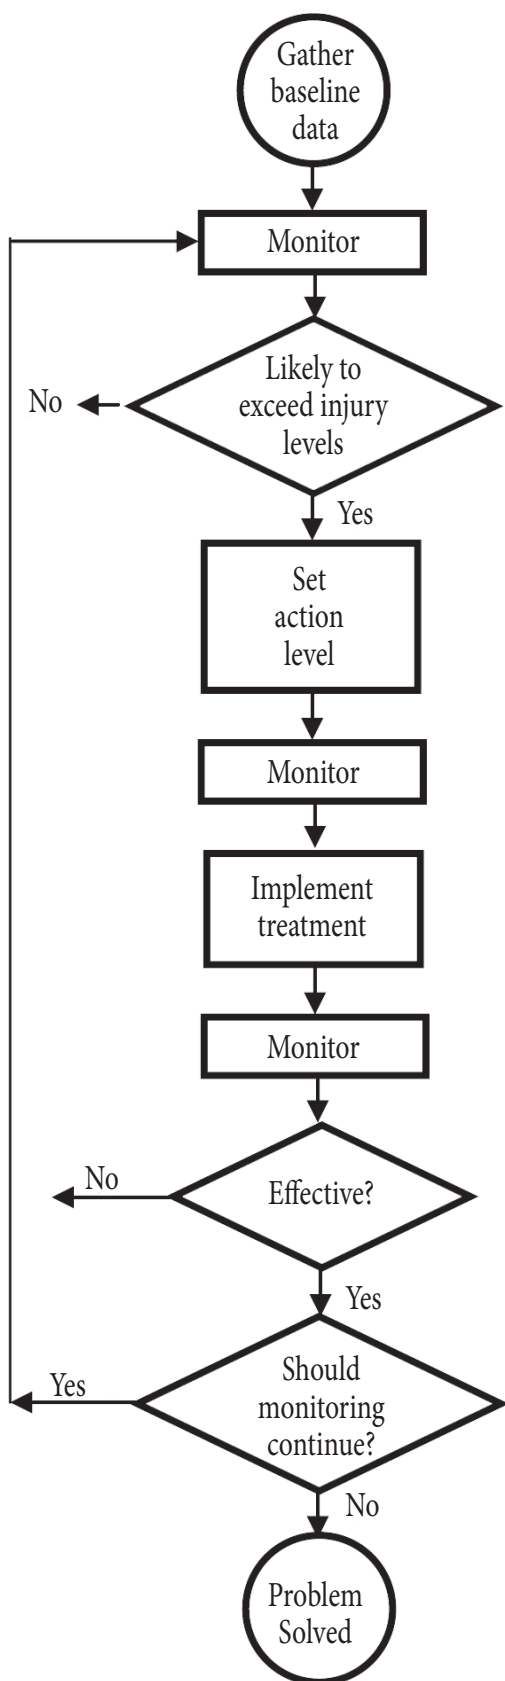 Gather
baseline
data
Monitor
Likely to
exceed injury
levels
No
Yes
Set
action
level
Monitor
Implement
treatment
Monitor
Effective?
No
Yes
Should
monitoring
continue?
Yes
No
Problem
Solved